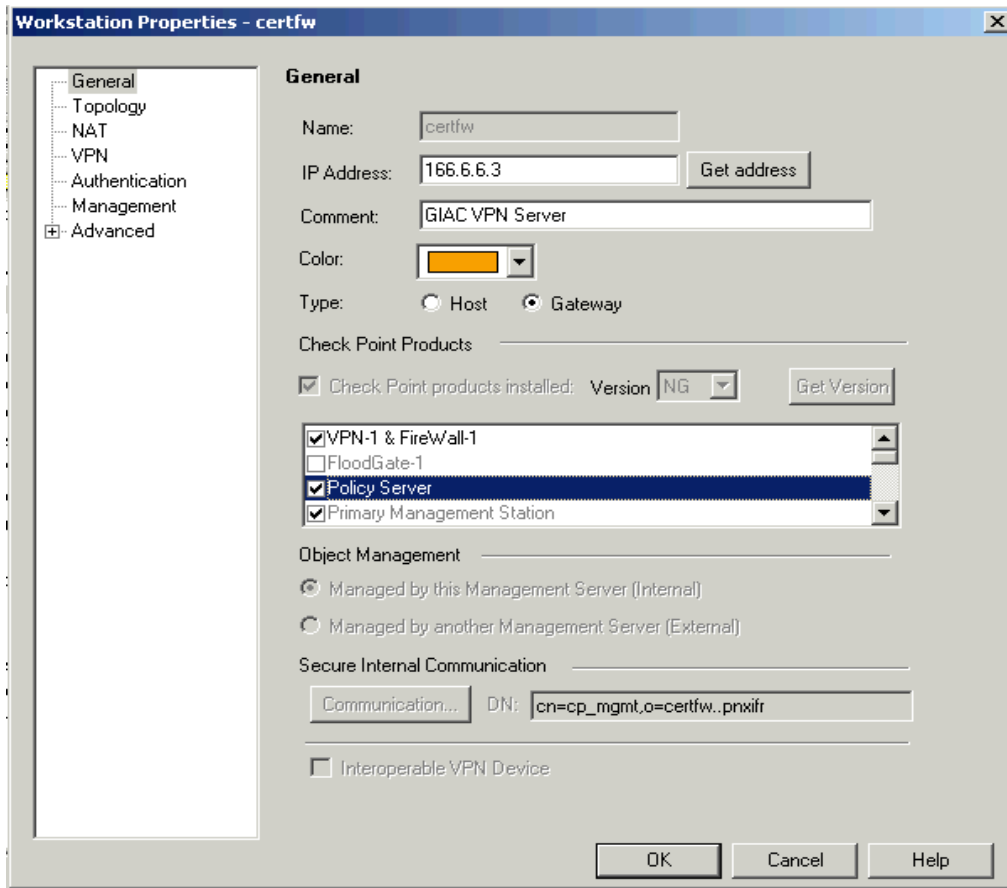 Workstation Properties - certfw
General
Topology
NAT
VPN
Authentication
Management
Advanced
General
Name: certfw
IP Address: 166.6.6.3 Get address
Comment: GIAC VPN Server
Color:
Type: Host Gateway
Check Point Products
Check Point products installed: Version NG Get Version
VPN-1 & FireWall-1
FloodGate-1
Policy Server
Primary Management Station
Object Management
Managed by this Management Server (Internal)
Managed by another Management Server (External)
Secure Internal Communication
Communication... DN: cn=cp_mgmt,o=certfw..pnxifr
Interoperable VPN Device
OK Cancel Help